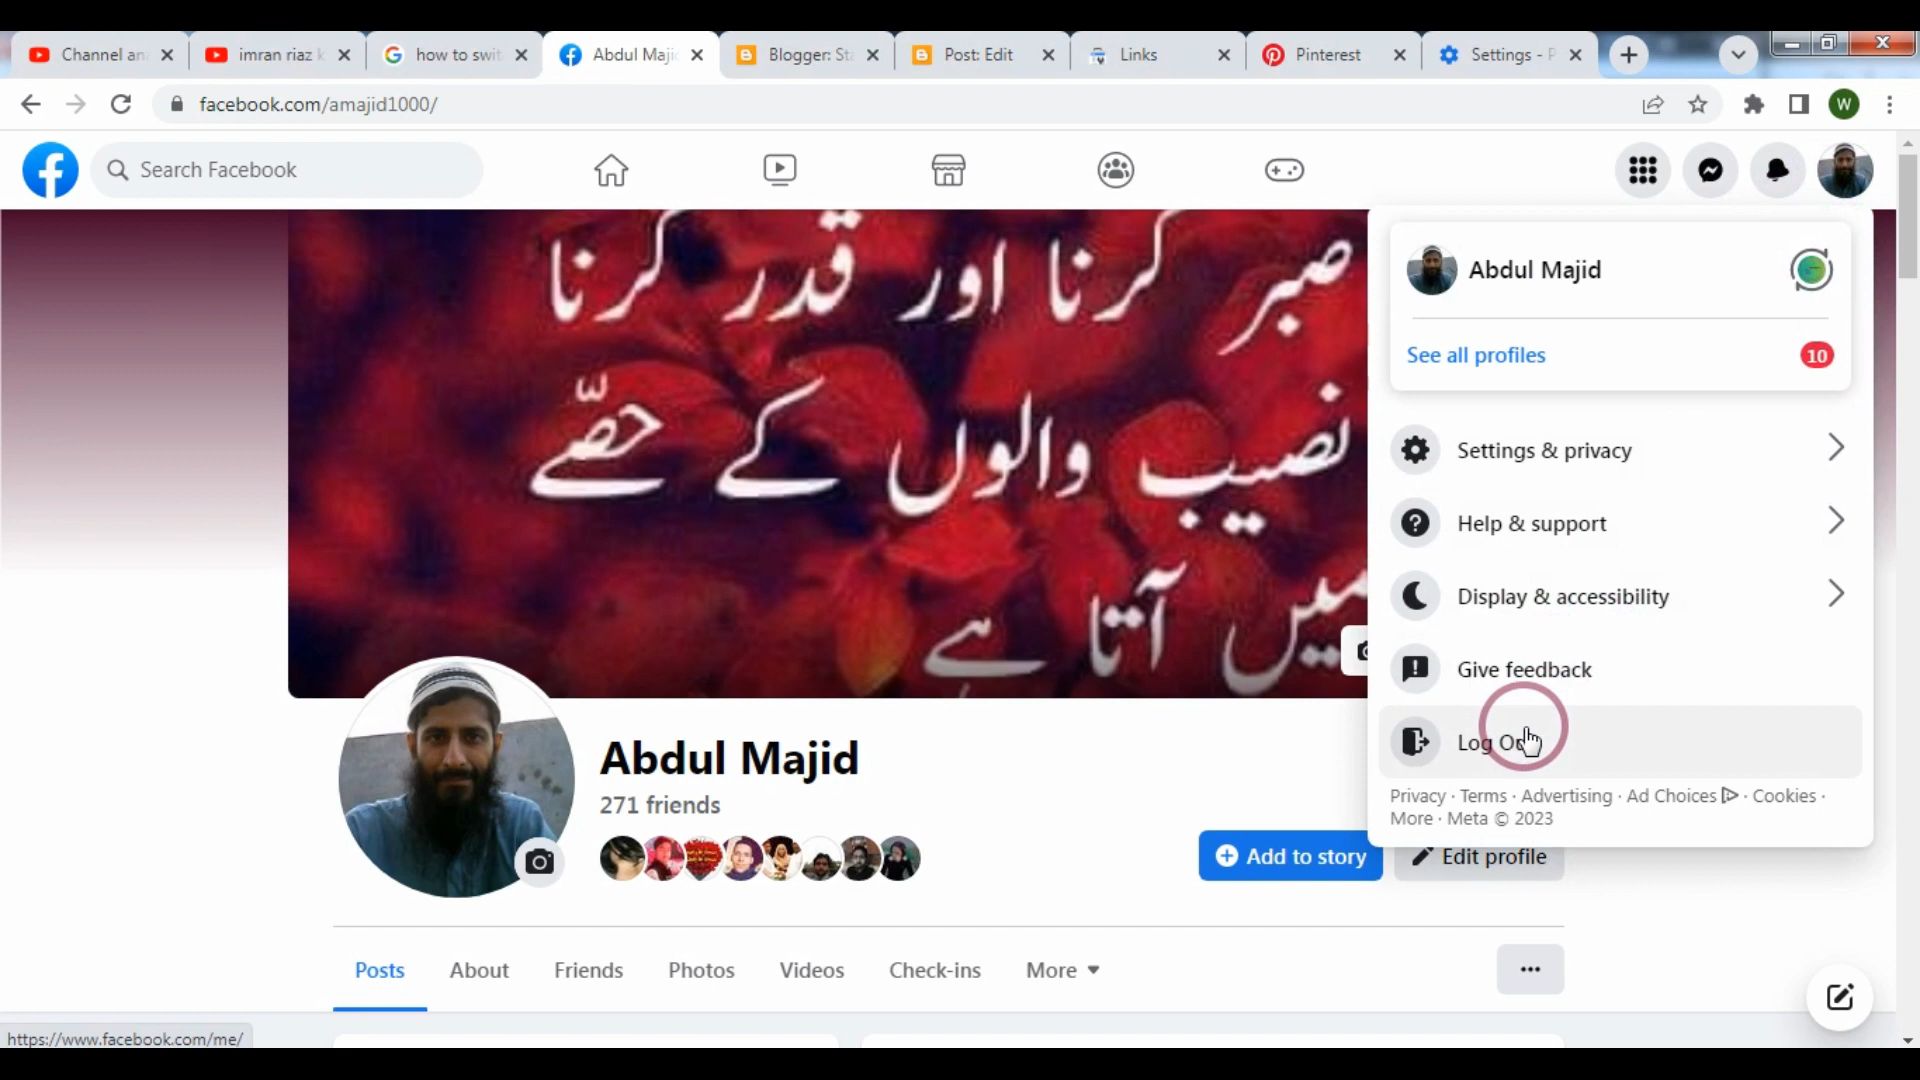 Channel an
imran riaz k
how to swit
Abdul Maji
Blogger: Sta
Post: Edit
Links
Pinterest
Settings - P
facebook.com/amajid1000/
W
Search Facebook
صبر کرنا اور قدر کرنا
نصیب والوں کے حصّے
میں آتا ہے
Abdul Majid
See all profiles
10
Settings & privacy
Help & support
Display & accessibility
Give feedback
Log O
Privacy · Terms · Advertising · Ad Choices · Cookies ·
More · Meta © 2023
Abdul Majid
271 friends
Add to story
Edit profile
Posts
About
Friends
Photos
Videos
Check-ins
More
https://www.facebook.com/me/